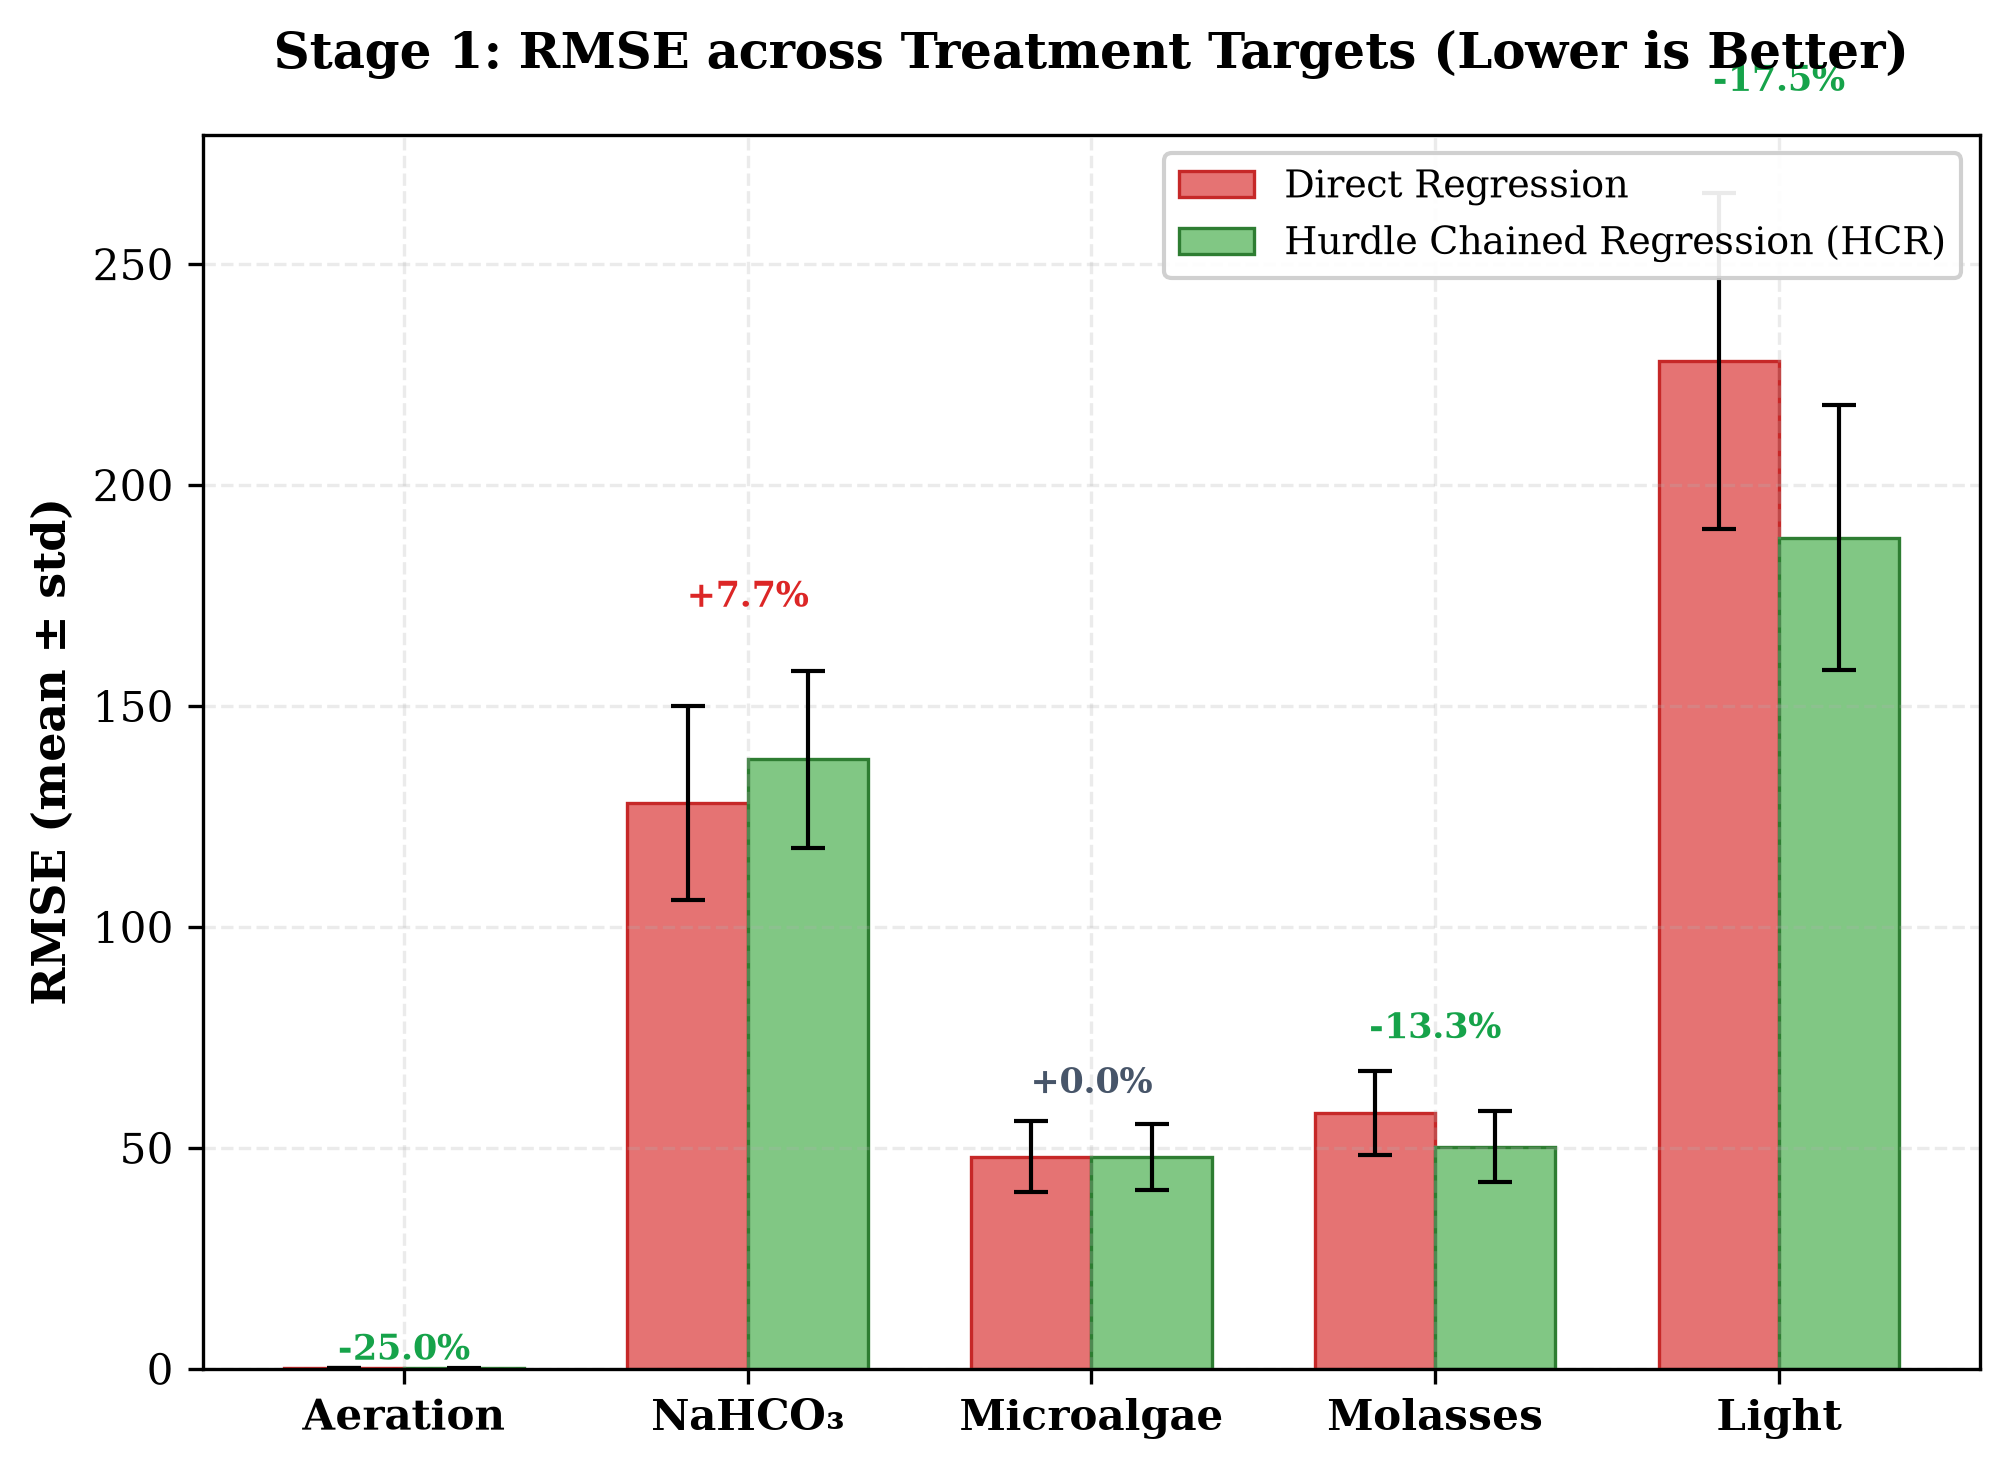 Stage 1: RMSE across Treatment Targets (Lower is Better)
-17.5%
Direct Regression
Hurdle Chained Regression (HCR)
RMSE (mean ± std)
250
200
150
100
50
0
+7.7%
-13.3%
+0.0%
-25.0%
Aeration
NaHCO₃
Microalgae
Molasses
Light